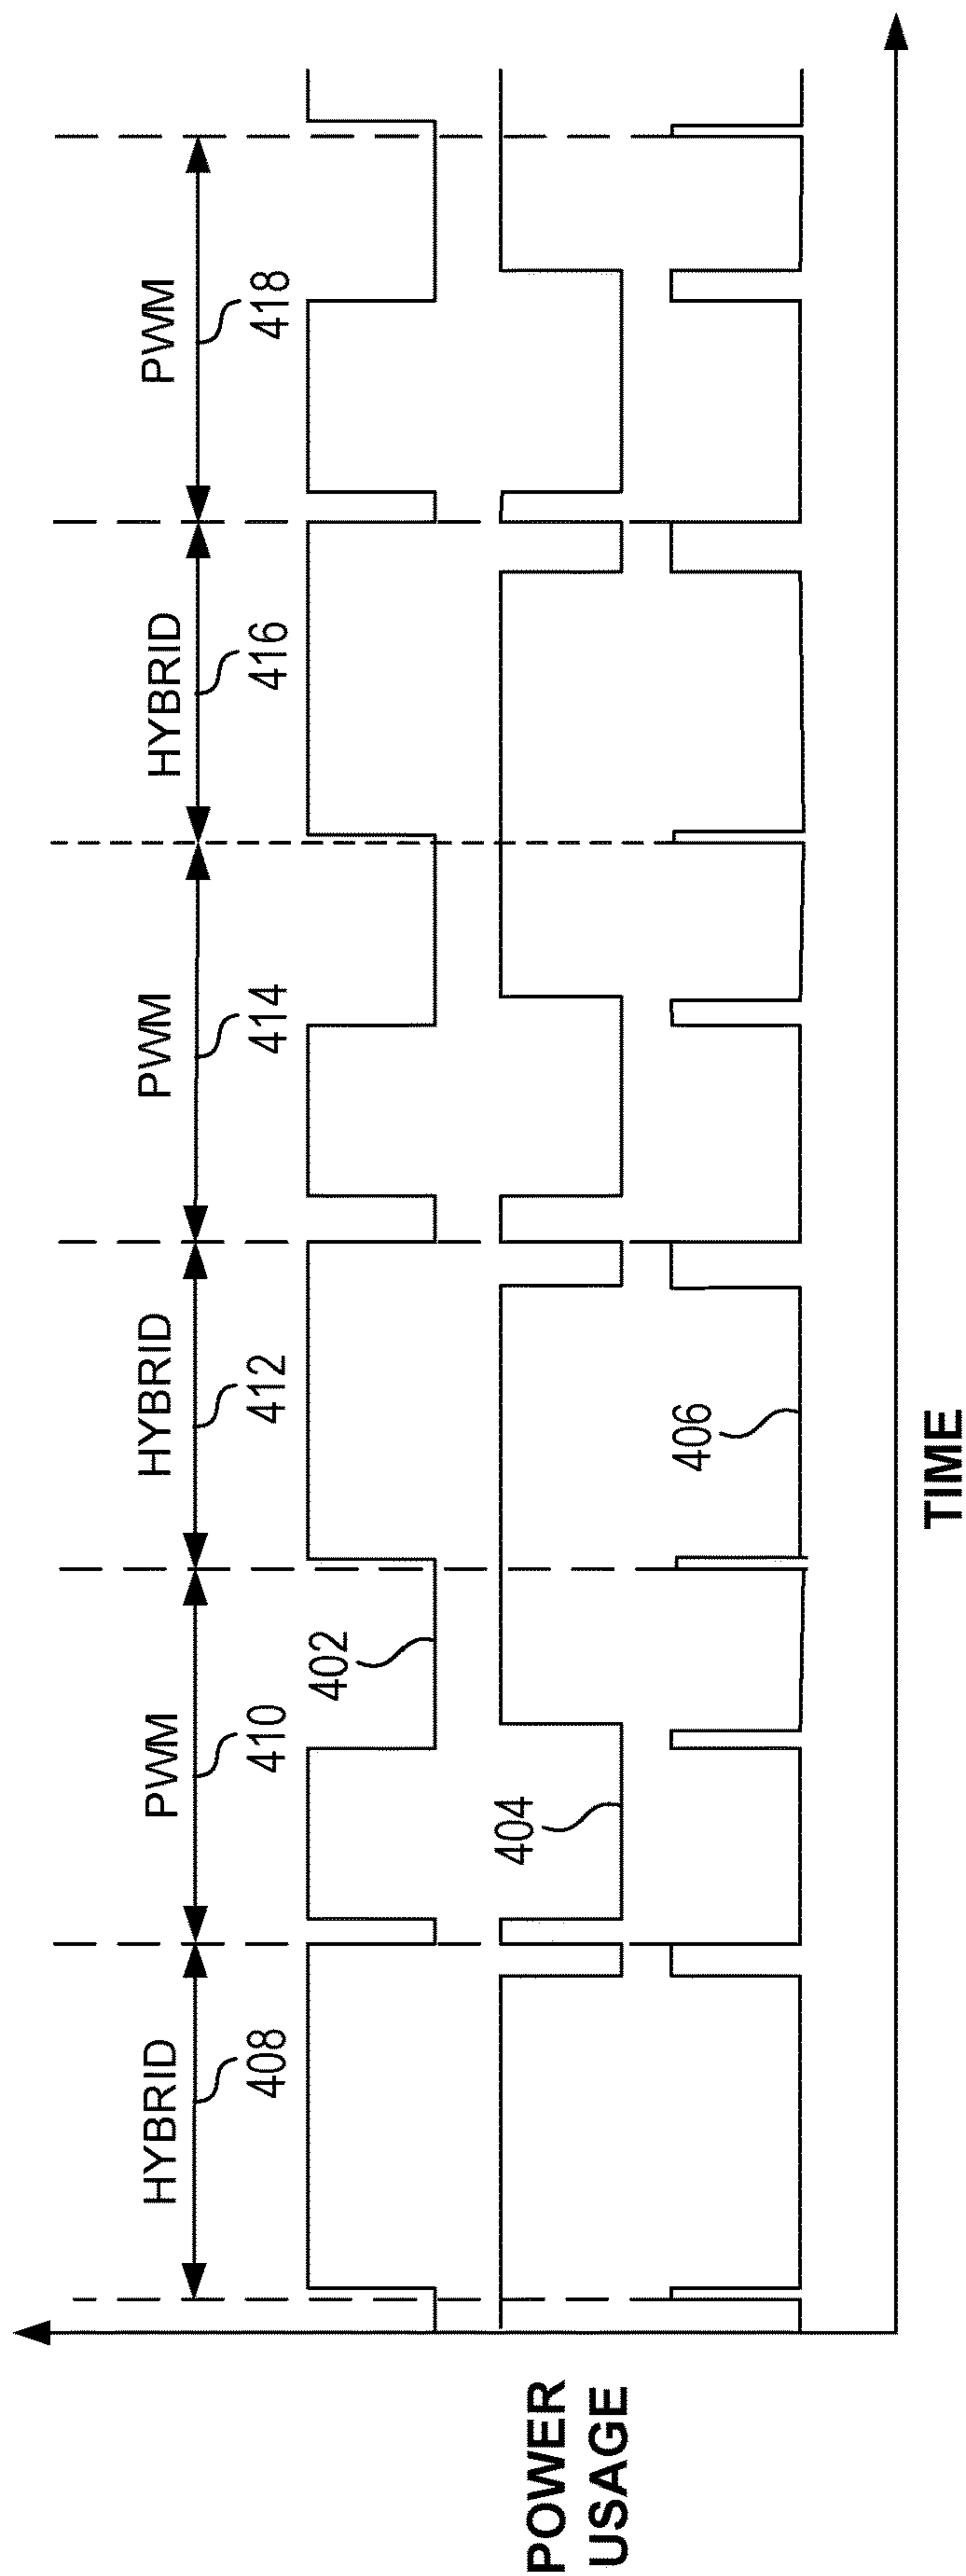 HYBRID
PWM
HYBRID
PWM
HYBRID
PWM
408
410
412
414
416
418
402
404
406
POWER
USAGE
TIME